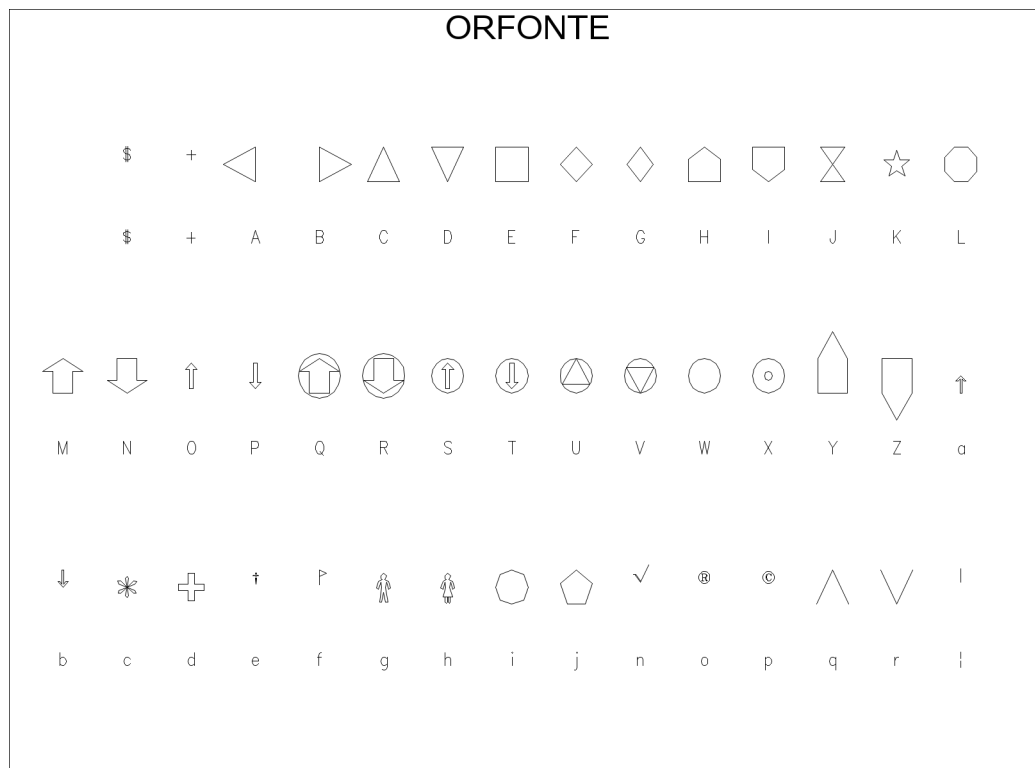 ORFONTE
$ +
$ + A B C D E F G H I J K L
M N O P Q R S T U V W X Y Z a
† ® ©
b c d e f g h i j n o p q r ¦